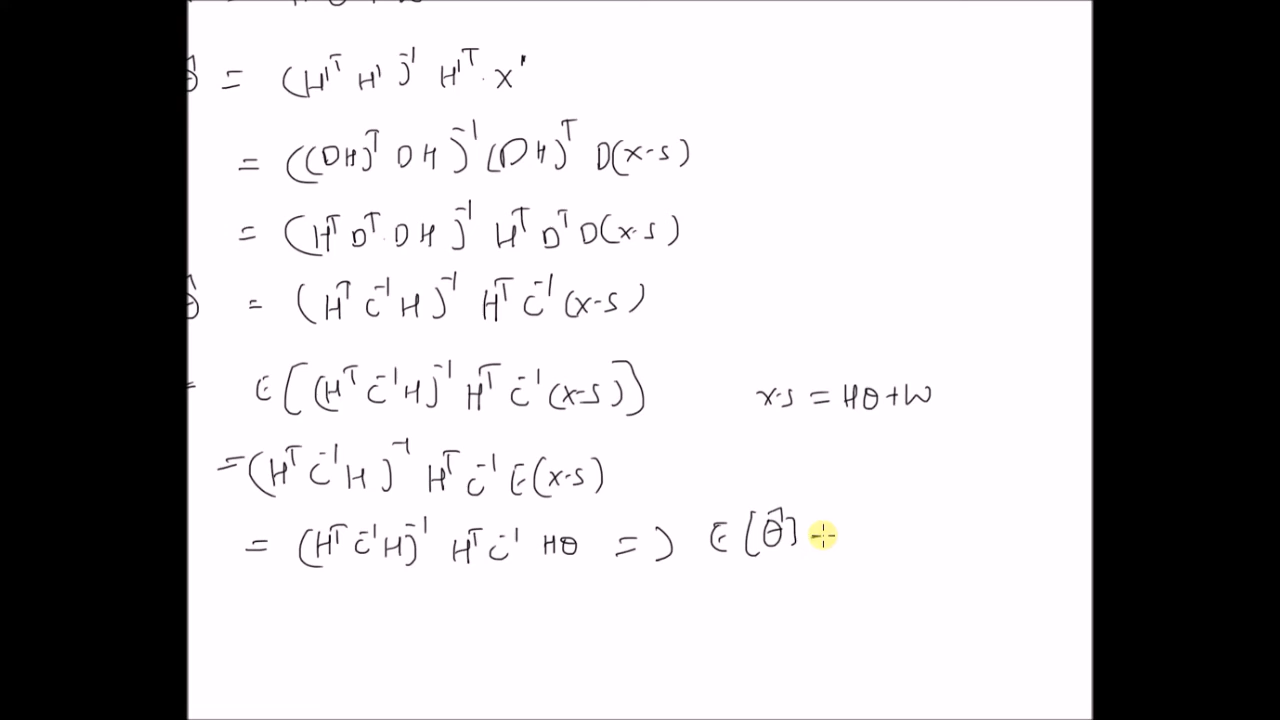 θ̂ = (H'ᵀ H')⁻¹ H'ᵀ · x'
= ((DH)ᵀ DH)⁻¹ (DH)ᵀ D(x-s)
= (Hᵀ Dᵀ · DH)⁻¹ Hᵀ Dᵀ D(x-s)
θ̂ = (Hᵀ C⁻¹ H)⁻¹ Hᵀ C⁻¹ (x-s)
= E[(Hᵀ C⁻¹ H)⁻¹ Hᵀ C⁻¹ (x-s)] x-s = Hθ+w
= (Hᵀ C⁻¹ H)⁻¹ Hᵀ C⁻¹ E(x-s)
= (Hᵀ C⁻¹ H)⁻¹ Hᵀ C⁻¹ Hθ => E[θ̂]